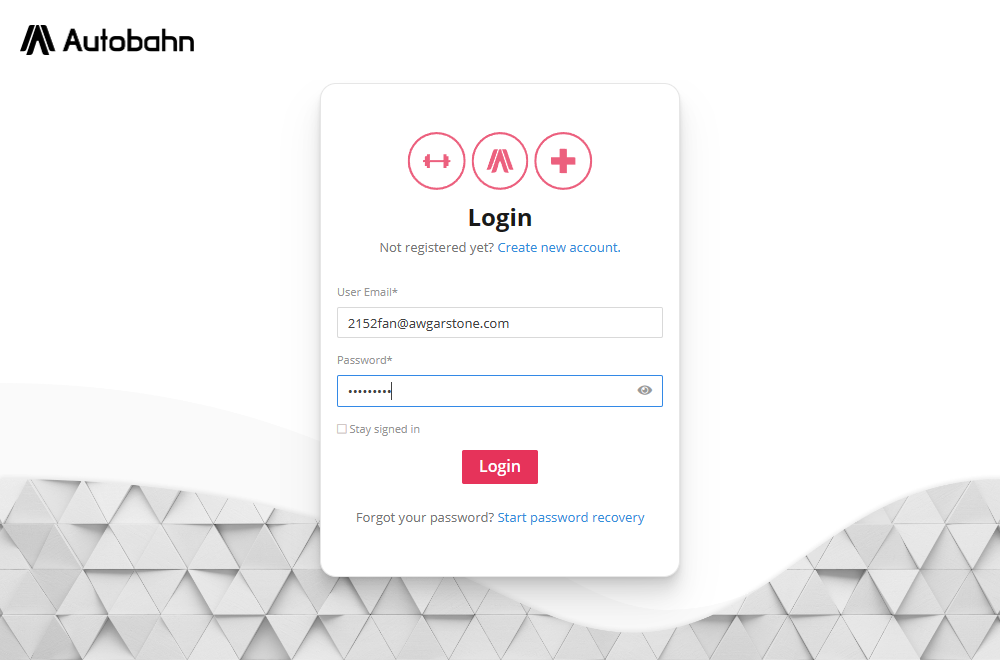 Autobahn
Login
Not registered yet? Create new account.
User Email*
2152fan@awgarstone.com
Password*
•••••••••
Stay signed in
Login
Forgot your password? Start password recovery